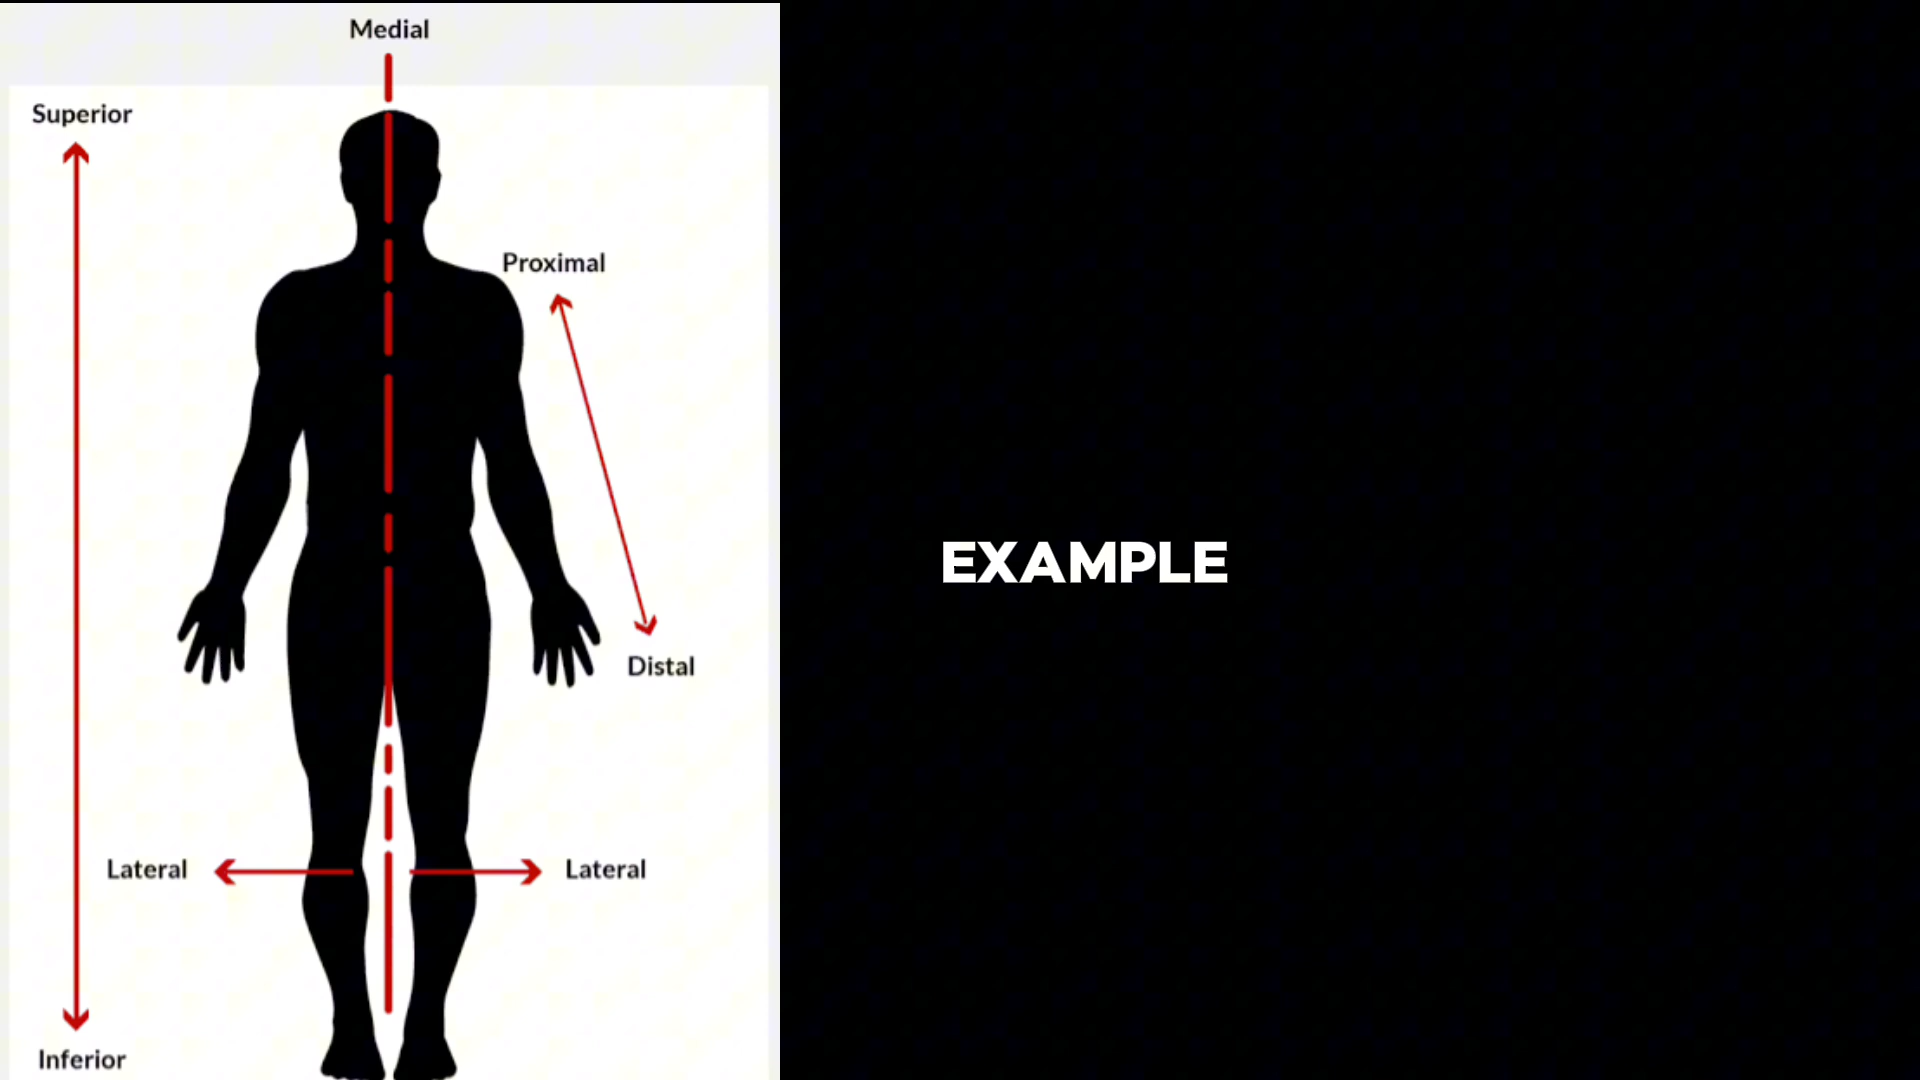 Medial
Superior
Proximal
EXAMPLE
Distal
Lateral
Lateral
Inferior